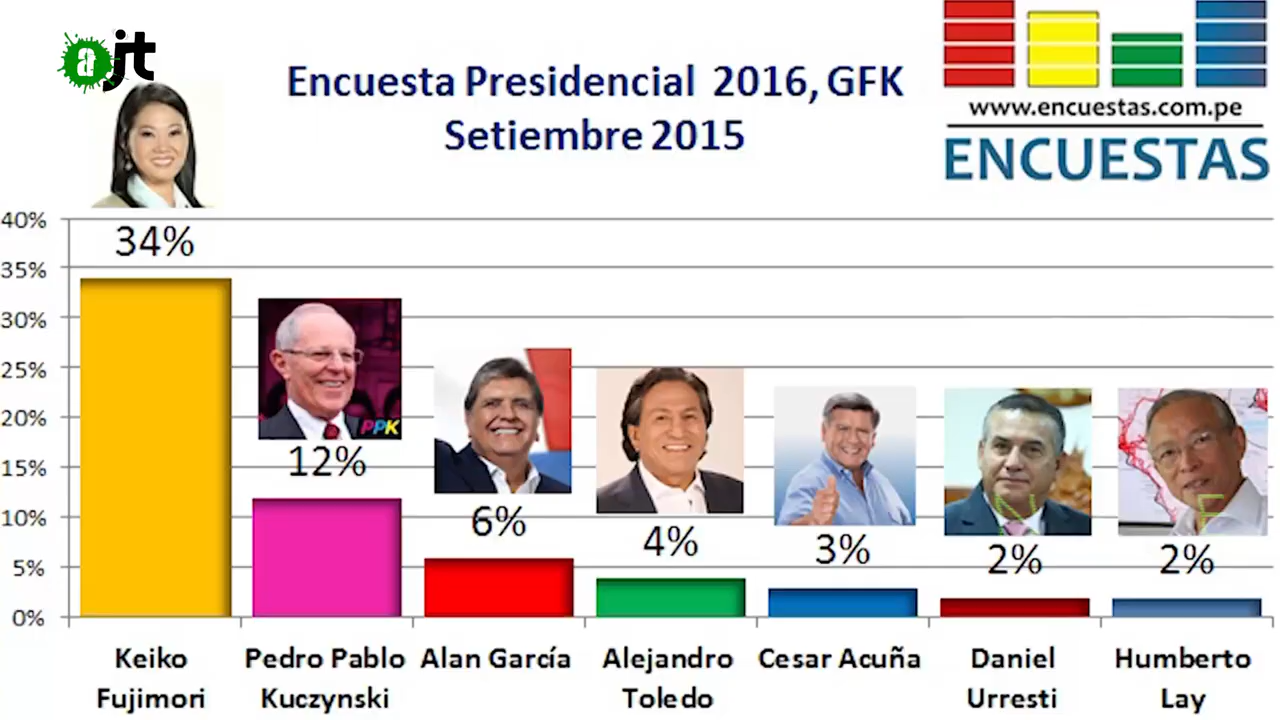 ajt
Encuesta Presidencial 2016, GFK
Setiembre 2015
www.encuestas.com.pe
ENCUESTAS
40%
35%
30%
25%
20%
15%
10%
5%
0%
34%
12%
6%
4%
3%
2%
2%
PPK
N
F
Keiko
Fujimori
Pedro Pablo
Kuczynski
Alan García
Alejandro
Toledo
Cesar Acuña
Daniel
Urresti
Humberto
Lay